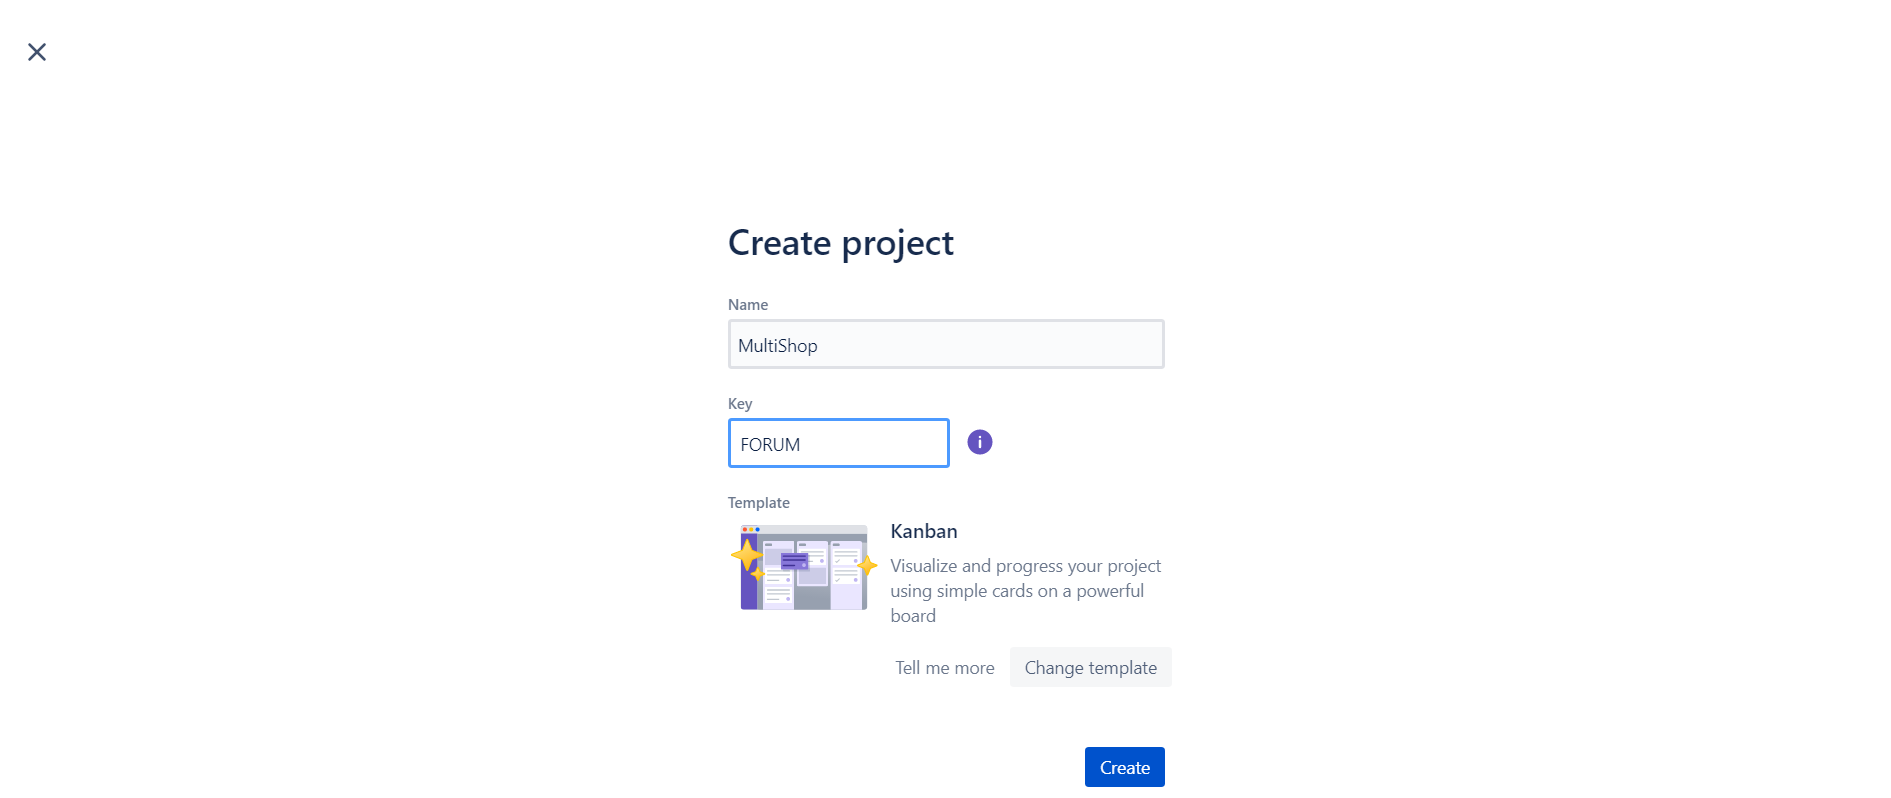 Create project
Name
MultiShop
Key
FORUM
i
Template
Kanban
Visualize and progress your project
using simple cards on a powerful
board
Tell me more
Change template
Create